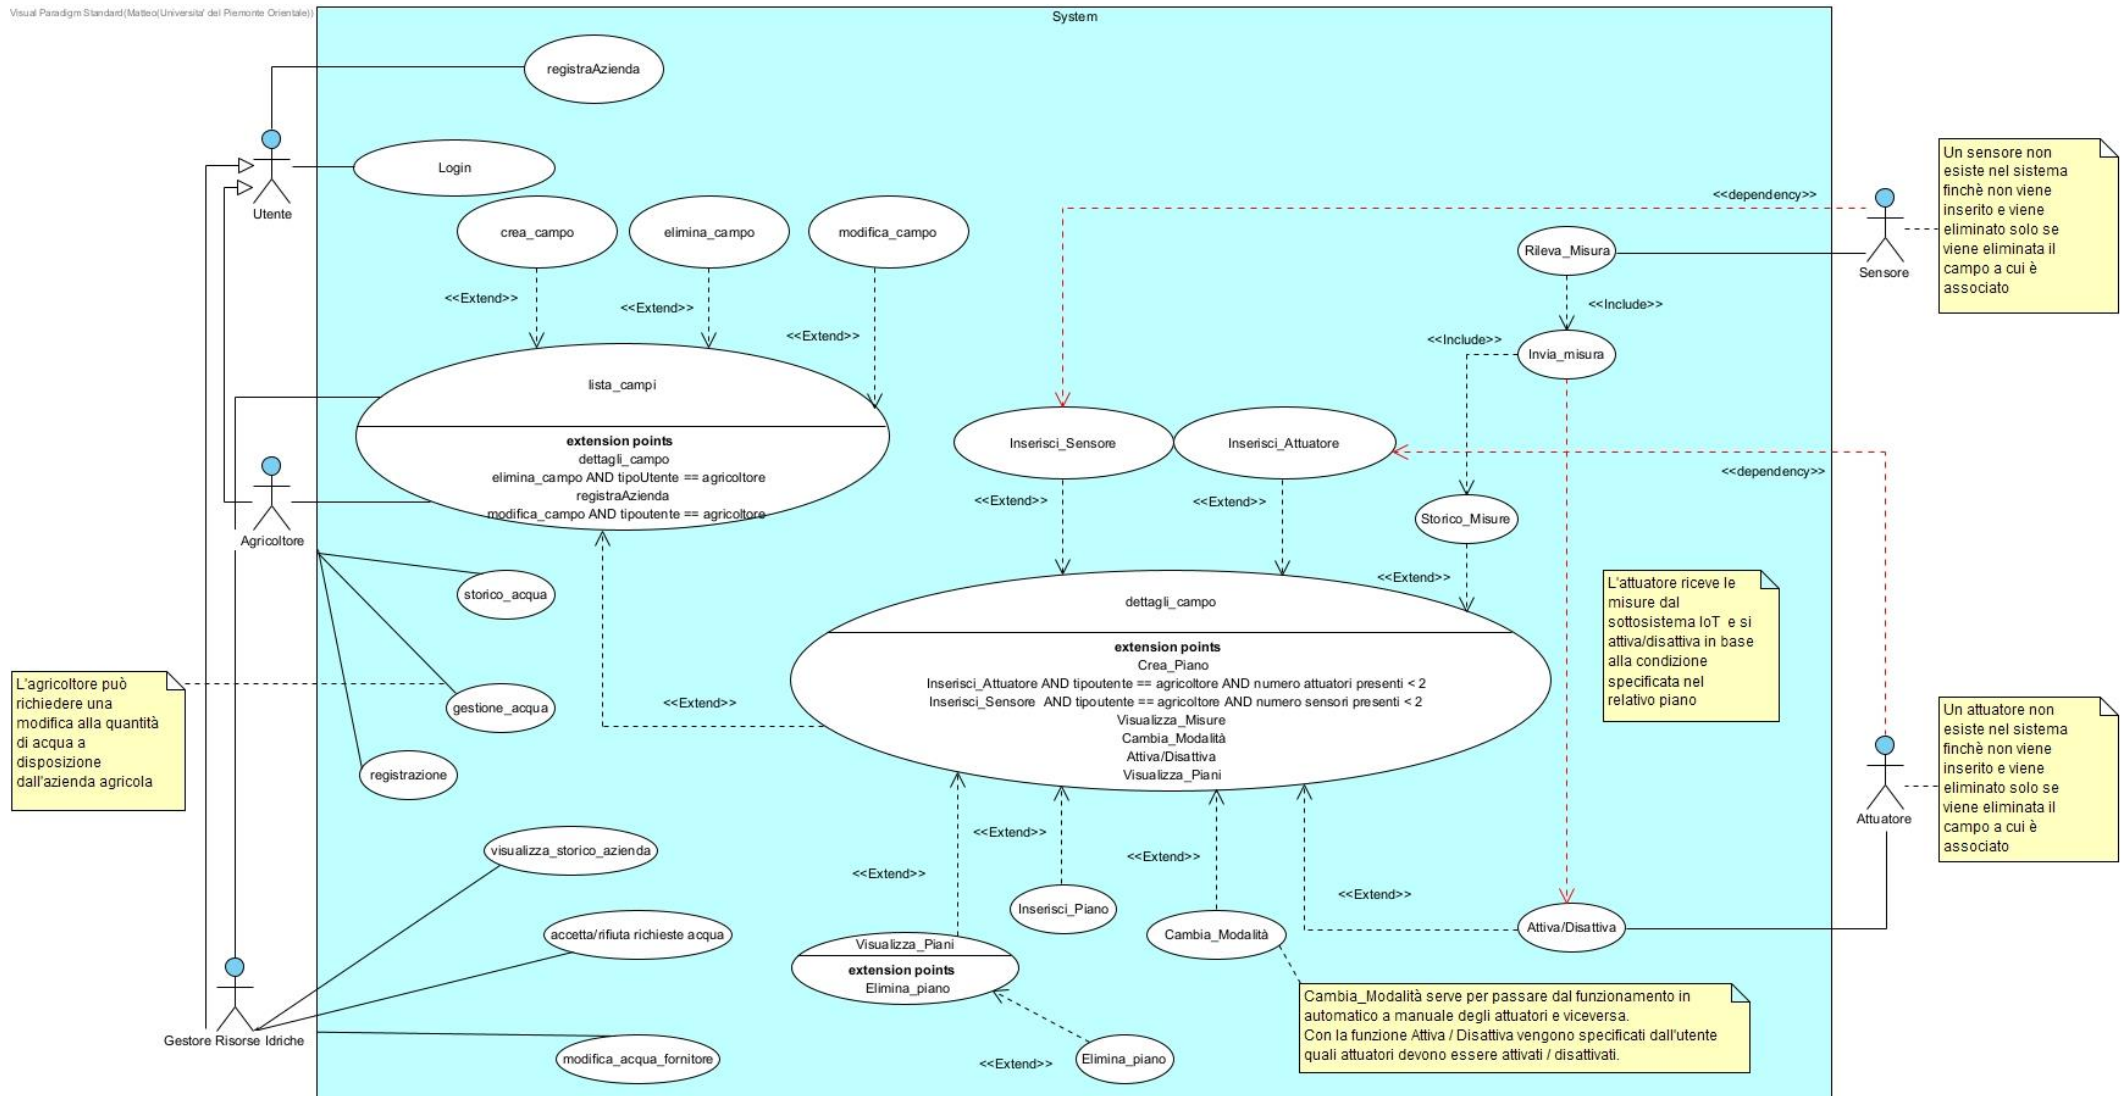 Visual Paradigm Standard(Matteo(Universita' del Piemonte Orientale))
System
registraAzienda
Utente
Login
crea_campo
elimina_campo
modifica_campo
<<Extend>>
<<Extend>>
<<Extend>>
lista_campi
extension points
dettagli_campo
elimina_campo AND tipoUtente == agricoltore
registraAzienda
modifica_campo AND tipoutente == agricoltore
Agricoltore
storico_acqua
gestione_acqua
registrazione
L'agricoltore può
richiedere una
modifica alla quantità
di acqua a
disposizione
dall'azienda agricola
<<dependency>>
Rileva_Misura
Sensore
Un sensore non
esiste nel sistema
finchè non viene
inserito e viene
eliminato solo se
viene eliminata il
campo a cui è
associato
<<Include>>
<<Include>>
Invia_misura
Inserisci_Sensore
Inserisci_Attuatore
<<dependency>>
<<Extend>>
<<Extend>>
Storico_Misure
<<Extend>>
dettagli_campo
extension points
Crea_Piano
Inserisci_Attuatore AND tipoutente == agricoltore AND numero attuatori presenti < 2
Inserisci_Sensore AND tipoutente == agricoltore AND numero sensori presenti < 2
Visualizza_Misure
Cambia_Modalità
Attiva/Disattiva
Visualizza_Piani
<<Extend>>
L'attuatore riceve le
misure dal
sottosistema IoT e si
attiva/disattiva in base
alla condizione
specificata nel
relativo piano
Attuatore
Un attuatore non
esiste nel sistema
finchè non viene
inserito e viene
eliminato solo se
viene eliminata il
campo a cui è
associato
visualizza_storico_azienda
accetta/rifiuta richieste acqua
Gestore Risorse Idriche
modifica_acqua_fornitore
<<Extend>>
<<Extend>>
<<Extend>>
<<Extend>>
Inserisci_Piano
Visualizza_Piani
extension points
Elimina_piano
Cambia_Modalità
Attiva/Disattiva
<<Extend>>
Elimina_piano
Cambia_Modalità serve per passare dal funzionamento in
automatico a manuale degli attuatori e viceversa.
Con la funzione Attiva / Disattiva vengono specificati dall'utente
quali attuatori devono essere attivati / disattivati.